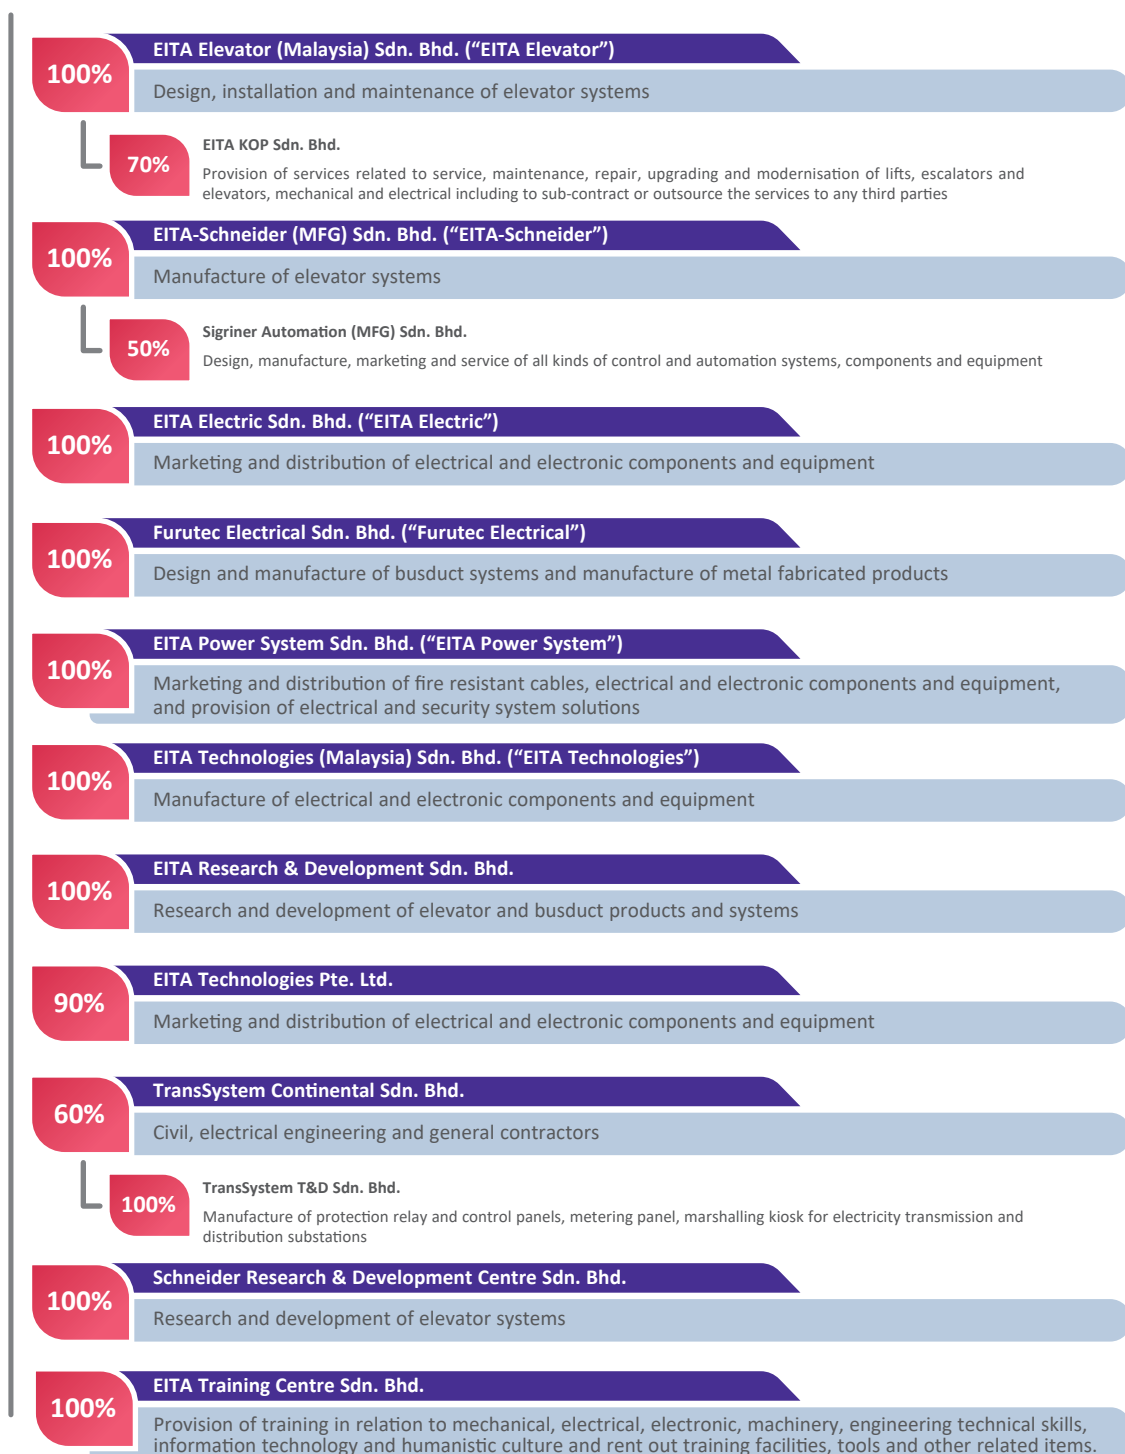 EITA Elevator (Malaysia) Sdn. Bhd. (“EITA Elevator”)
100%
Design, installation and maintenance of elevator systems
EITA KOP Sdn. Bhd.
70%
Provision of services related to service, maintenance, repair, upgrading and modernisation of lifts, escalators and
elevators, mechanical and electrical including to sub-contract or outsource the services to any third parties
EITA-Schneider (MFG) Sdn. Bhd. (“EITA-Schneider”)
100%
Manufacture of elevator systems
Sigriner Automation (MFG) Sdn. Bhd.
50%
Design, manufacture, marketing and service of all kinds of control and automation systems, components and equipment
EITA Electric Sdn. Bhd. (“EITA Electric”)
100%
Marketing and distribution of electrical and electronic components and equipment
Furutec Electrical Sdn. Bhd. (“Furutec Electrical”)
100%
Design and manufacture of busduct systems and manufacture of metal fabricated products
EITA Power System Sdn. Bhd. (“EITA Power System”)
100%
Marketing and distribution of fire resistant cables, electrical and electronic components and equipment,
and provision of electrical and security system solutions
EITA Technologies (Malaysia) Sdn. Bhd. (“EITA Technologies”)
100%
Manufacture of electrical and electronic components and equipment
EITA Research & Development Sdn. Bhd.
100%
Research and development of elevator and busduct products and systems
EITA Technologies Pte. Ltd.
90%
Marketing and distribution of electrical and electronic components and equipment
TransSystem Continental Sdn. Bhd.
60%
Civil, electrical engineering and general contractors
TransSystem T&D Sdn. Bhd.
100%
Manufacture of protection relay and control panels, metering panel, marshalling kiosk for electricity transmission and
distribution substations
Schneider Research & Development Centre Sdn. Bhd.
100%
Research and development of elevator systems
EITA Training Centre Sdn. Bhd.
100%
Provision of training in relation to mechanical, electrical, electronic, machinery, engineering technical skills,
information technology and humanistic culture and rent out training facilities, tools and other related items.